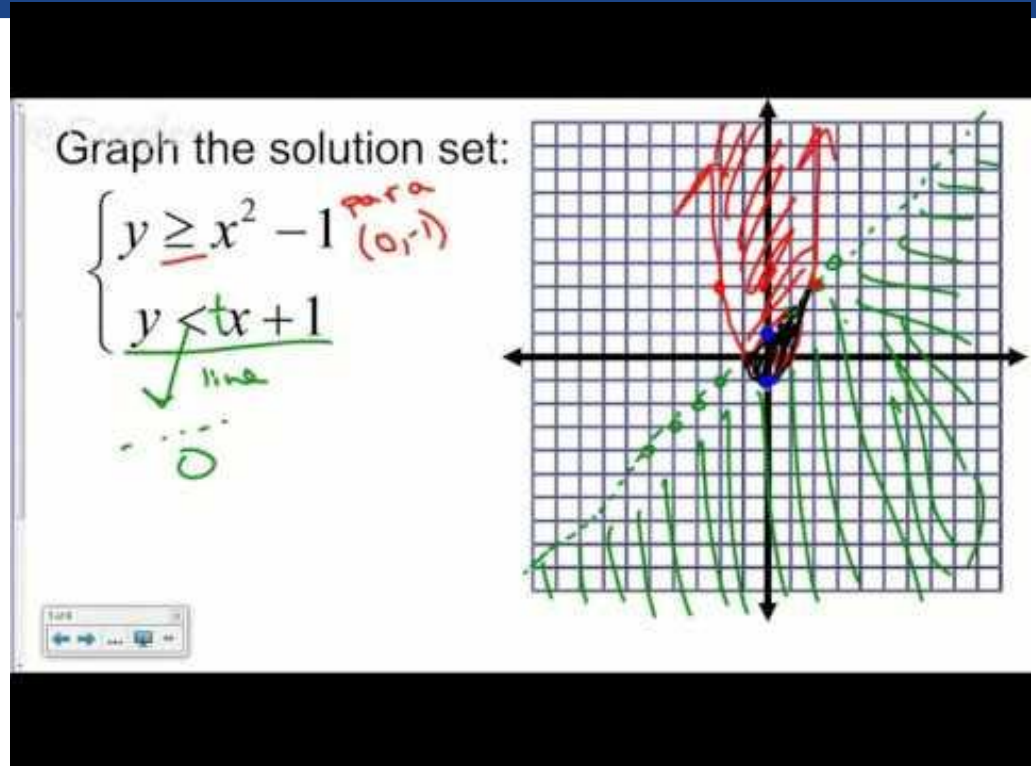 Graph the solution set:
y ≥ x² − 1
para
(0,-1)
y < x + 1
line